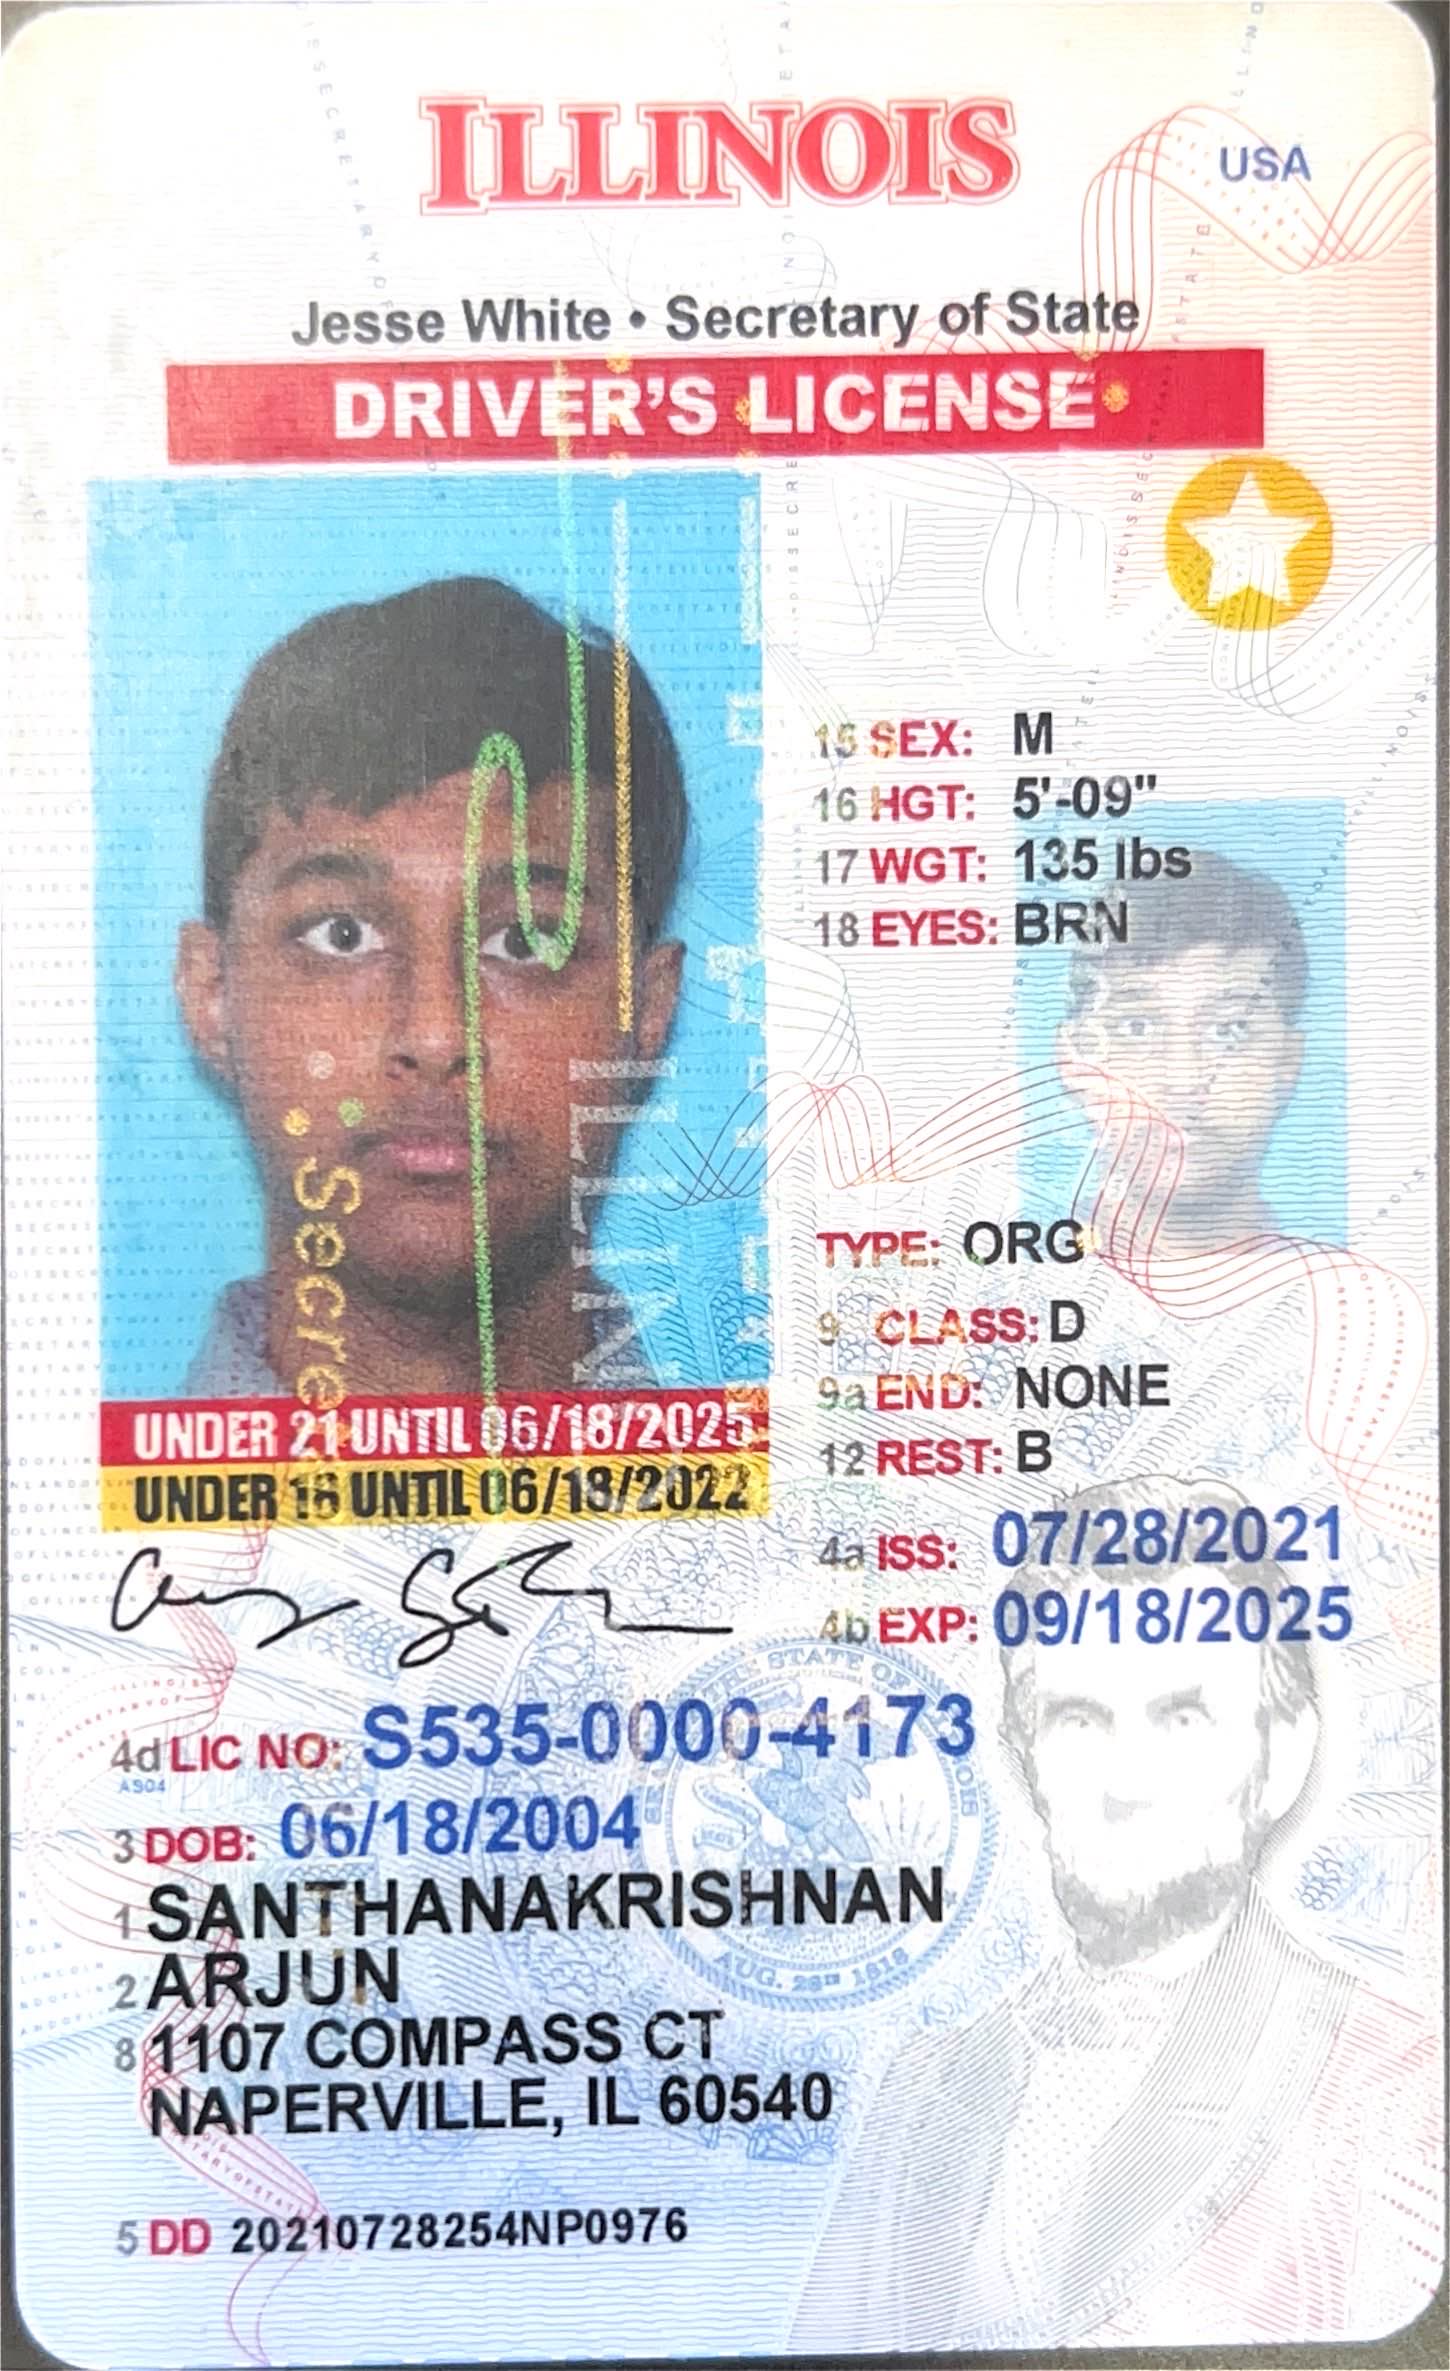 ILLINOIS
USA
Jesse White • Secretary of State
DRIVER'S LICENSE
15 SEX: M
16 HGT: 5'-09"
17 WGT: 135 lbs
18 EYES: BRN
Secre
ILLIN
TYPE: ORG
9 CLASS: D
9a END: NONE
12 REST: B
UNDER 21 UNTIL 06/18/2025
UNDER 18 UNTIL 06/18/2022
4a ISS: 07/28/2021
4b EXP: 09/18/2025
4d LIC NO: S535-0000-4173
AS04
3 DOB: 06/18/2004
1 SANTHANAKRISHNAN
2 ARJUN
8 1107 COMPASS CT
NAPERVILLE, IL 60540
STATE OF
AUG. 26TH 1818
5 DD 20210728254NP0976